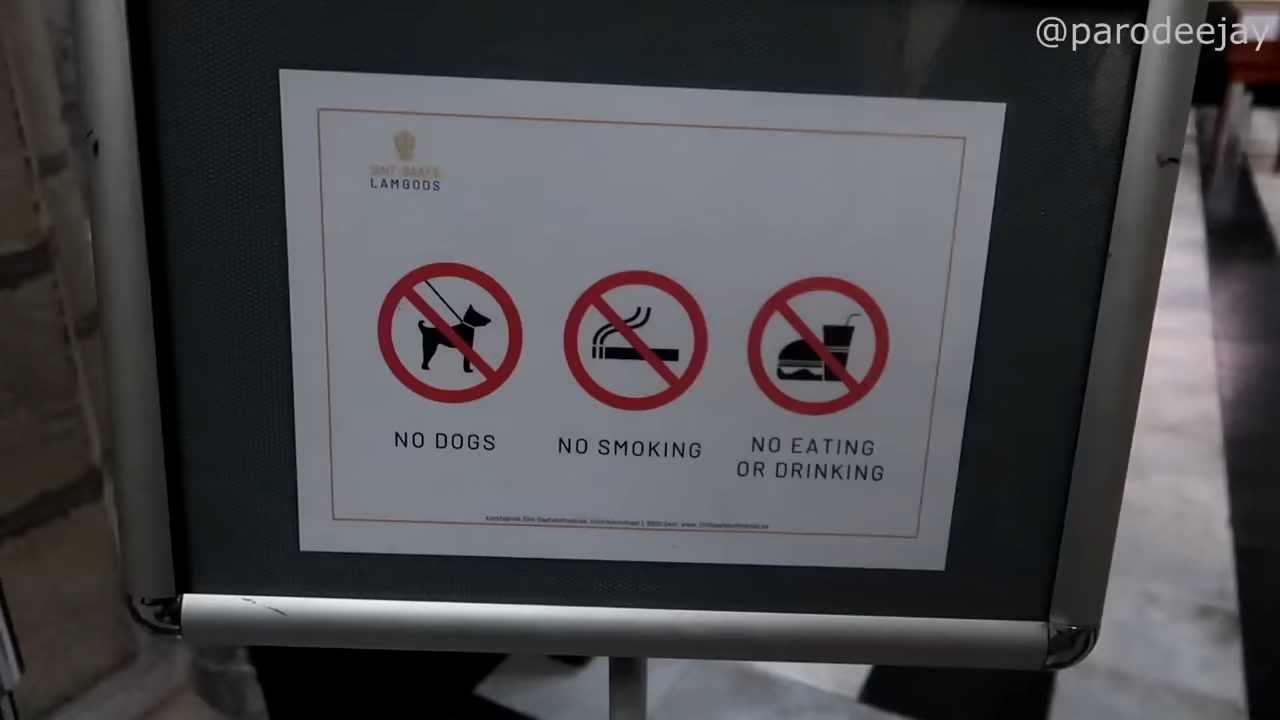 @parodeejay
SINT-BAAFS
LAMGODS
NO DOGS
NO SMOKING
NO EATING
OR DRINKING